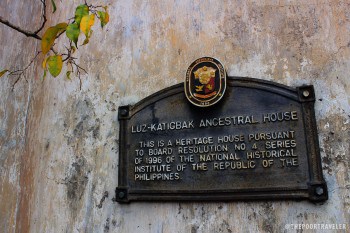 LUZ-KATIGBAK ANCESTRAL HOUSE
THIS IS A HERITAGE HOUSE PURSUANT
TO BOARD RESOLUTION NO. 4, SERIES
OF 1996 OF THE NATIONAL HISTORICAL
INSTITUTE OF THE REPUBLIC OF THE
PHILIPPINES.
@THEPOORTRAVELER